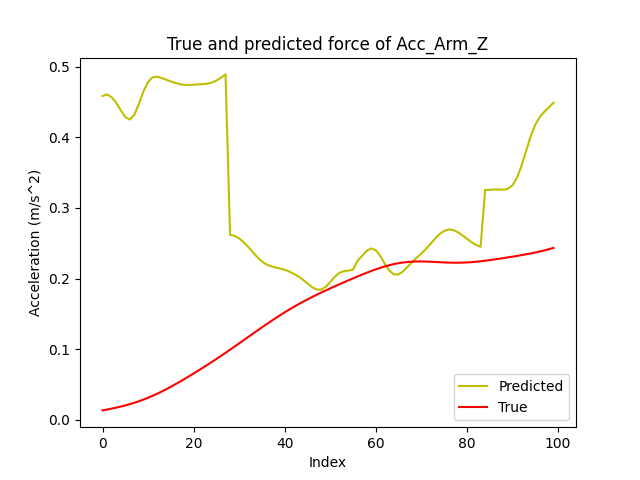 True and predicted force of Acc_Arm_Z
0.5
0.4
0.3
0.2
0.1
0.0
Acceleration (m/s^2)
0 20 40 60 80 100
Index
Predicted
True